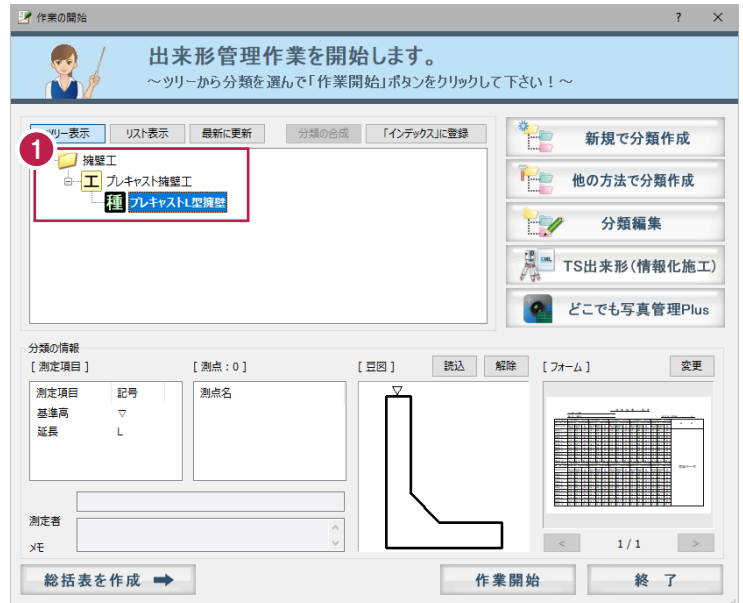 作業の開始
? ×
出来形管理作業を開始します。
～ツリーから分類を選んで「作業開始」ボタンをクリックして下さい！～
リー表示 リスト表示 最新に更新 分類の合成 「インデックス」に登録
1
擁壁工
工 プレキャスト擁壁工
種 プレキャストL型擁壁
新規で分類作成
他の方法で分類作成
分類編集
XML
TS出来形(情報化施工)
どこでも写真管理Plus
分類の情報
[ 測定項目 ] [ 測点：0 ] [ 豆図 ] 読込 解除 [ フォーム ] 変更
測定項目 記号 測点名
基準高 ▽
延長 L
▽
測定者
メモ
< 1 / 1 >
総括表を作成 ➡ 作業開始 終 了